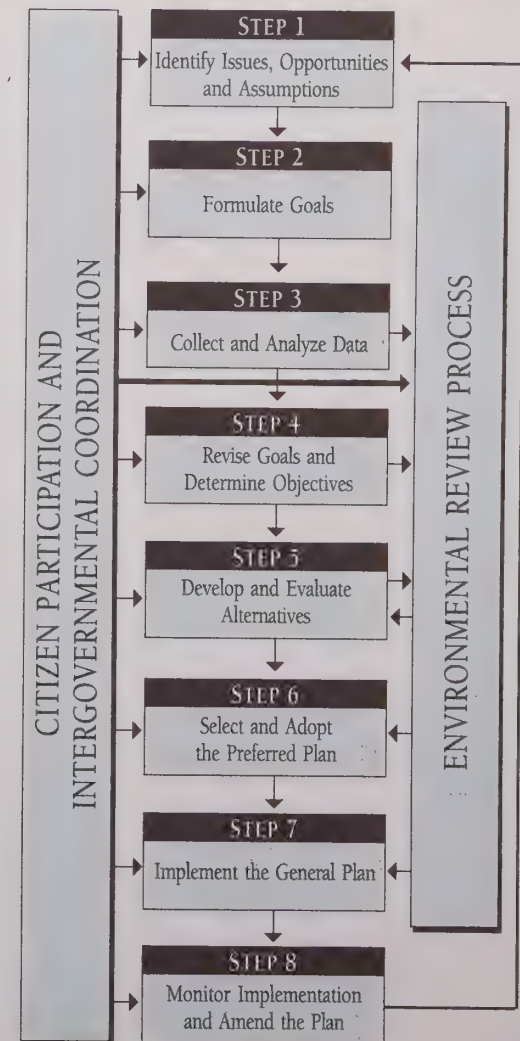 STEP 1
Identify Issues, Opportunities
and Assumptions
STEP 2
Formulate Goals
STEP 3
Collect and Analyze Data
STEP 4
Revise Goals and
Determine Objectives
STEP 5
Develop and Evaluate
Alternatives
STEP 6
Select and Adopt
the Preferred Plan
STEP 7
Implement the General Plan
STEP 8
Monitor Implementation
and Amend the Plan
CITIZEN PARTICIPATION AND
INTERGOVERNMENTAL COORDINATION
ENVIRONMENTAL REVIEW PROCESS